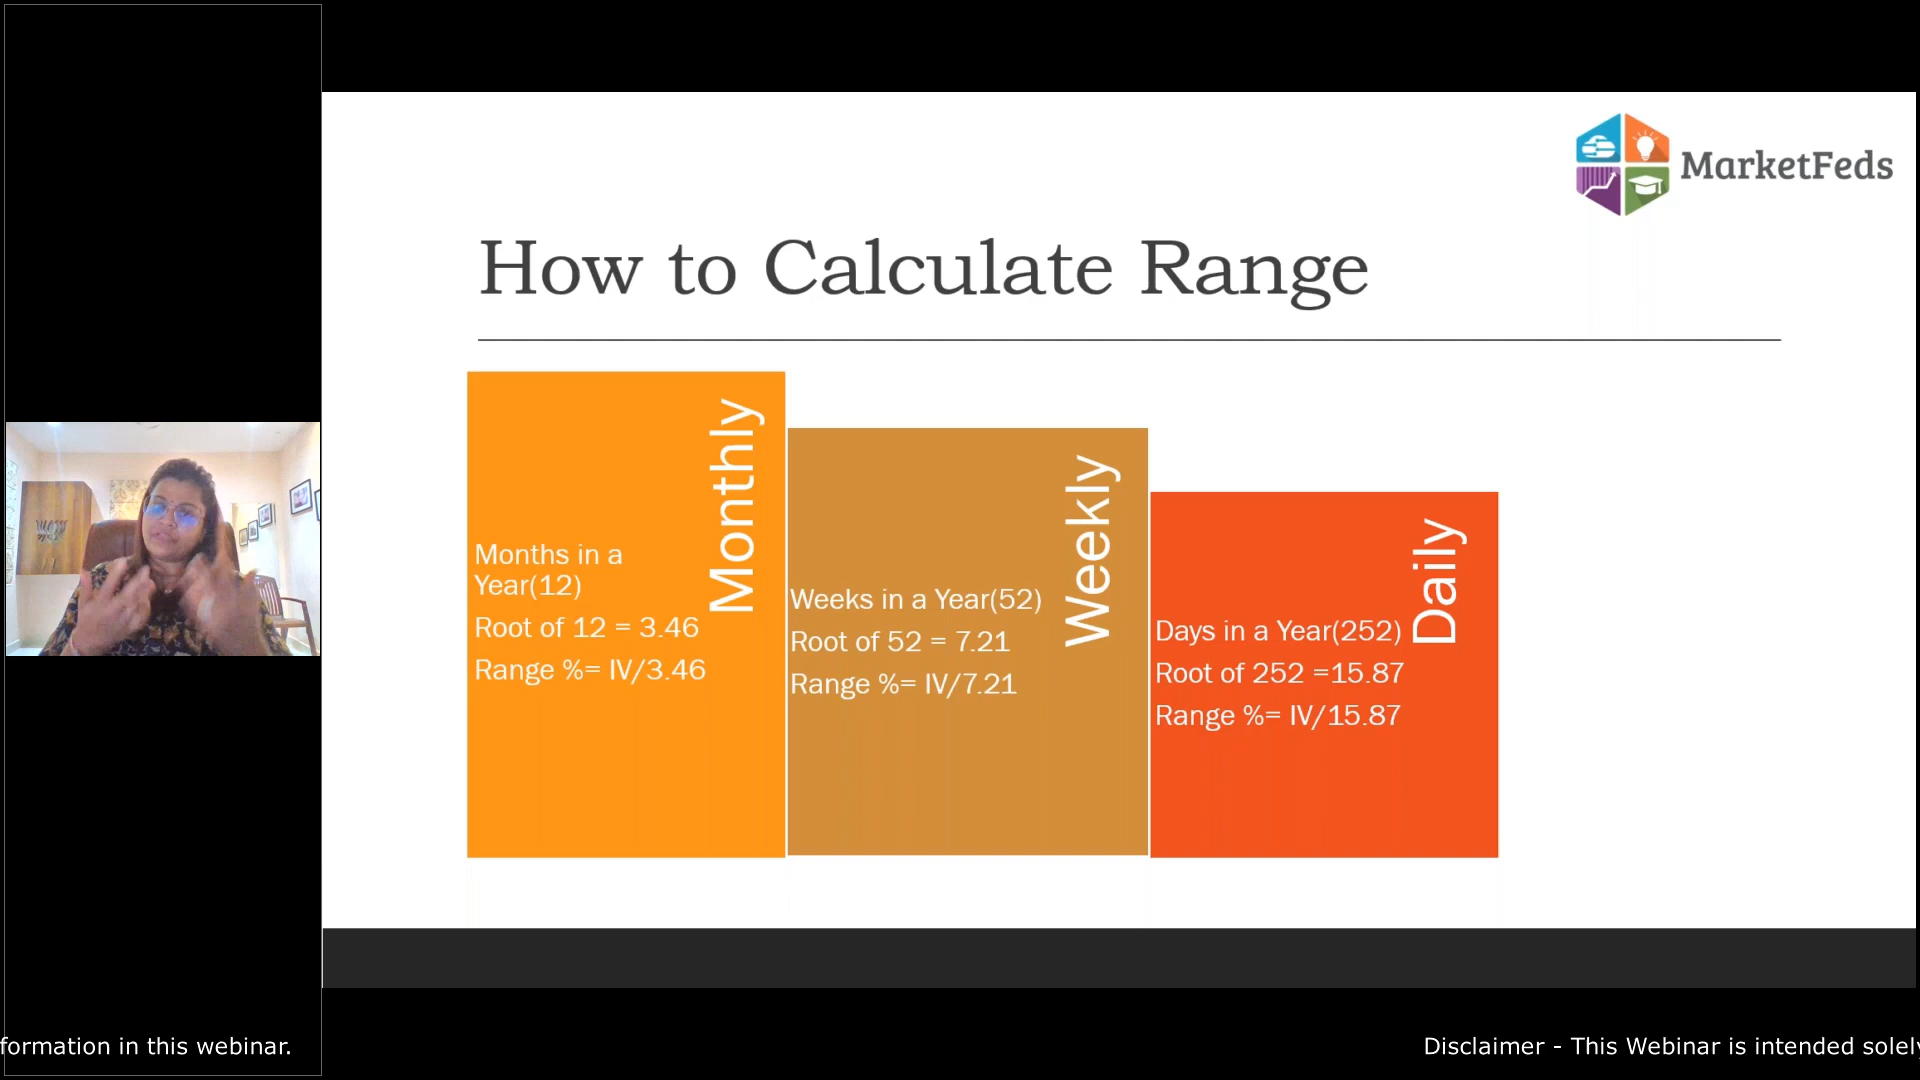 MarketFeds
How to Calculate Range
Monthly
Months in a
Year(12)
Root of 12 = 3.46
Range %= IV/3.46
Weekly
Weeks in a Year(52)
Root of 52 = 7.21
Range %= IV/7.21
Daily
Days in a Year(252)
Root of 252 =15.87
Range %= IV/15.87
formation in this webinar.
Disclaimer - This Webinar is intended solely